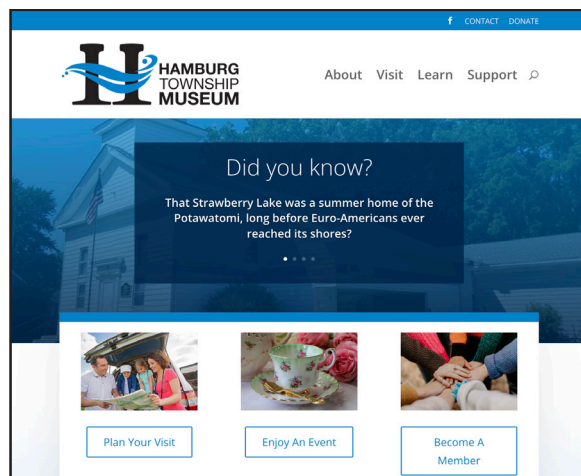 f CONTACT DONATE
H HAMBURG
TOWNSHIP
MUSEUM
About Visit Learn Support
Did you know?
That Strawberry Lake was a summer home of the
Potawatomi, long before Euro-Americans ever
reached its shores?
Plan Your Visit
Enjoy An Event
Become A
Member